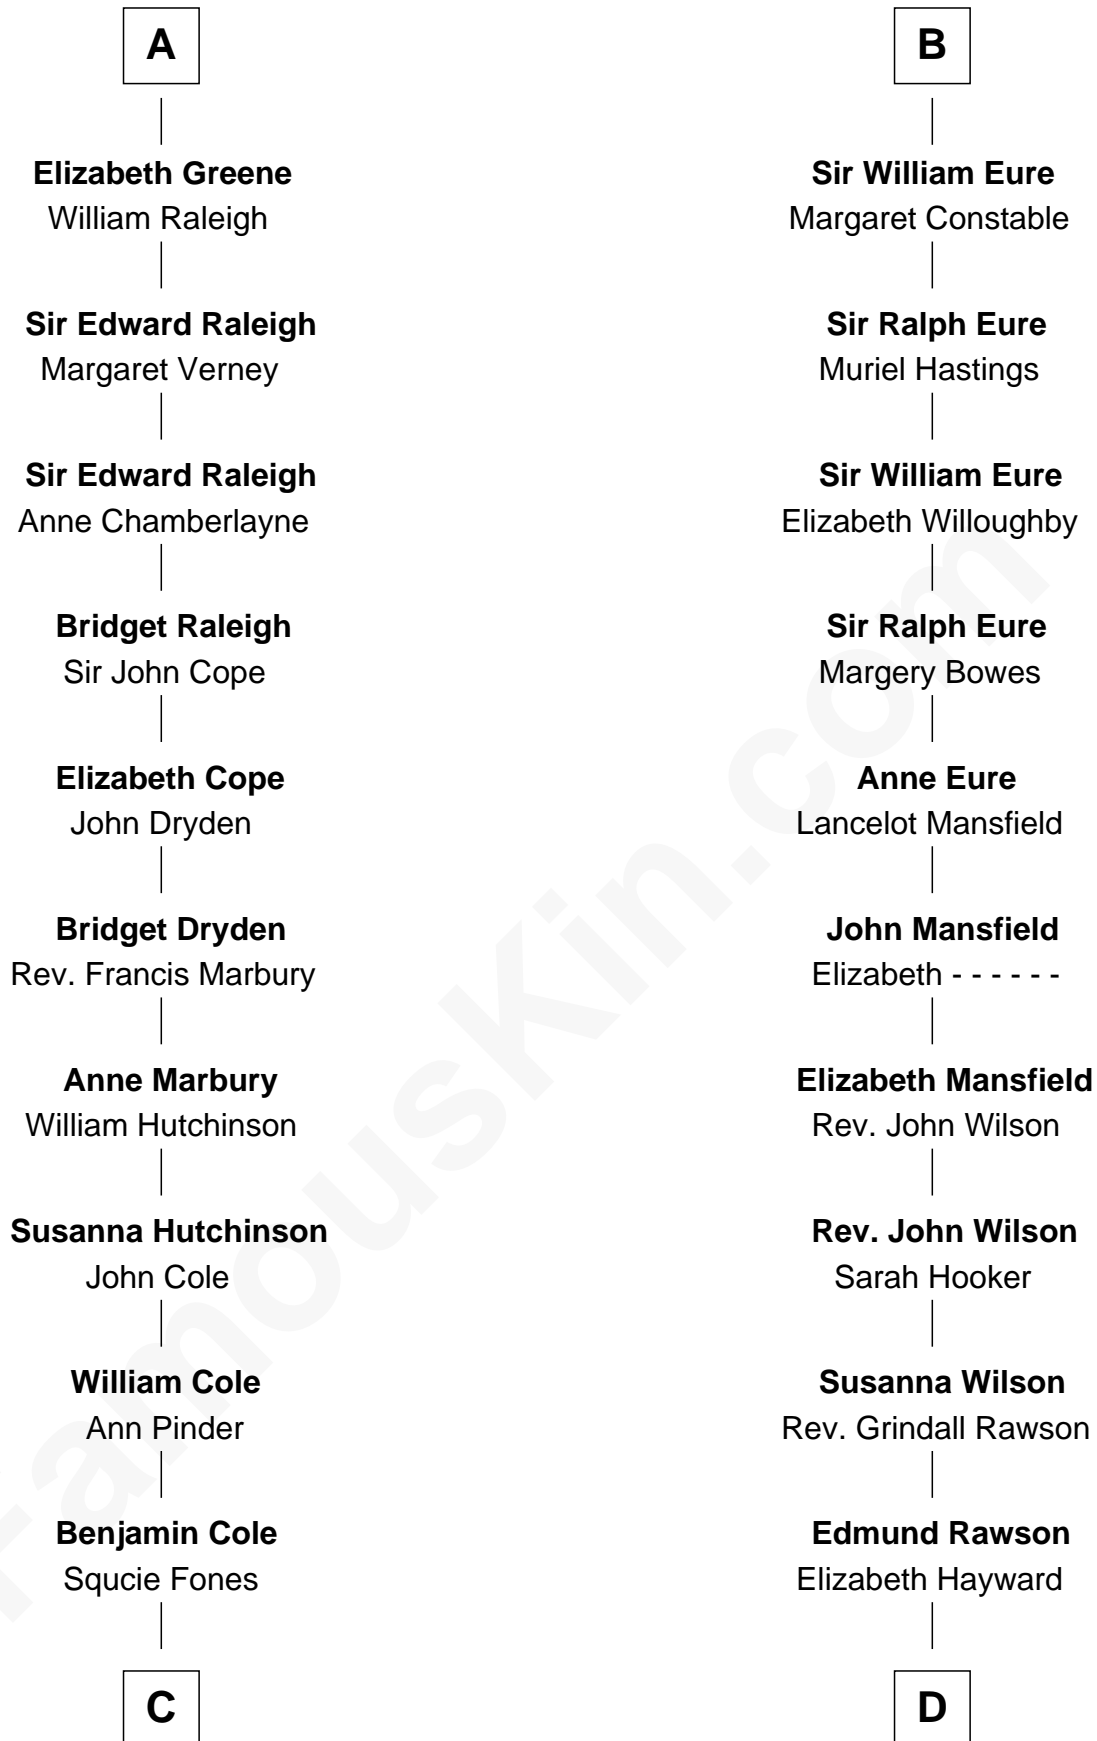 A
Elizabeth Greene
William Raleigh
Sir Edward Raleigh
Margaret Verney
Sir Edward Raleigh
Anne Chamberlayne
Bridget Raleigh
Sir John Cope
Elizabeth Cope
John Dryden
Bridget Dryden
Rev. Francis Marbury
Anne Marbury
William Hutchinson
Susanna Hutchinson
John Cole
William Cole
Ann Pinder
Benjamin Cole
Squcie Fones
C
B
Sir William Eure
Margaret Constable
Sir Ralph Eure
Muriel Hastings
Sir William Eure
Elizabeth Willoughby
Sir Ralph Eure
Margery Bowes
Anne Eure
Lancelot Mansfield
John Mansfield
Elizabeth - - - - - -
Elizabeth Mansfield
Rev. John Wilson
Rev. John Wilson
Sarah Hooker
Susanna Wilson
Rev. Grindall Rawson
Edmund Rawson
Elizabeth Hayward
D
FamousKin.com